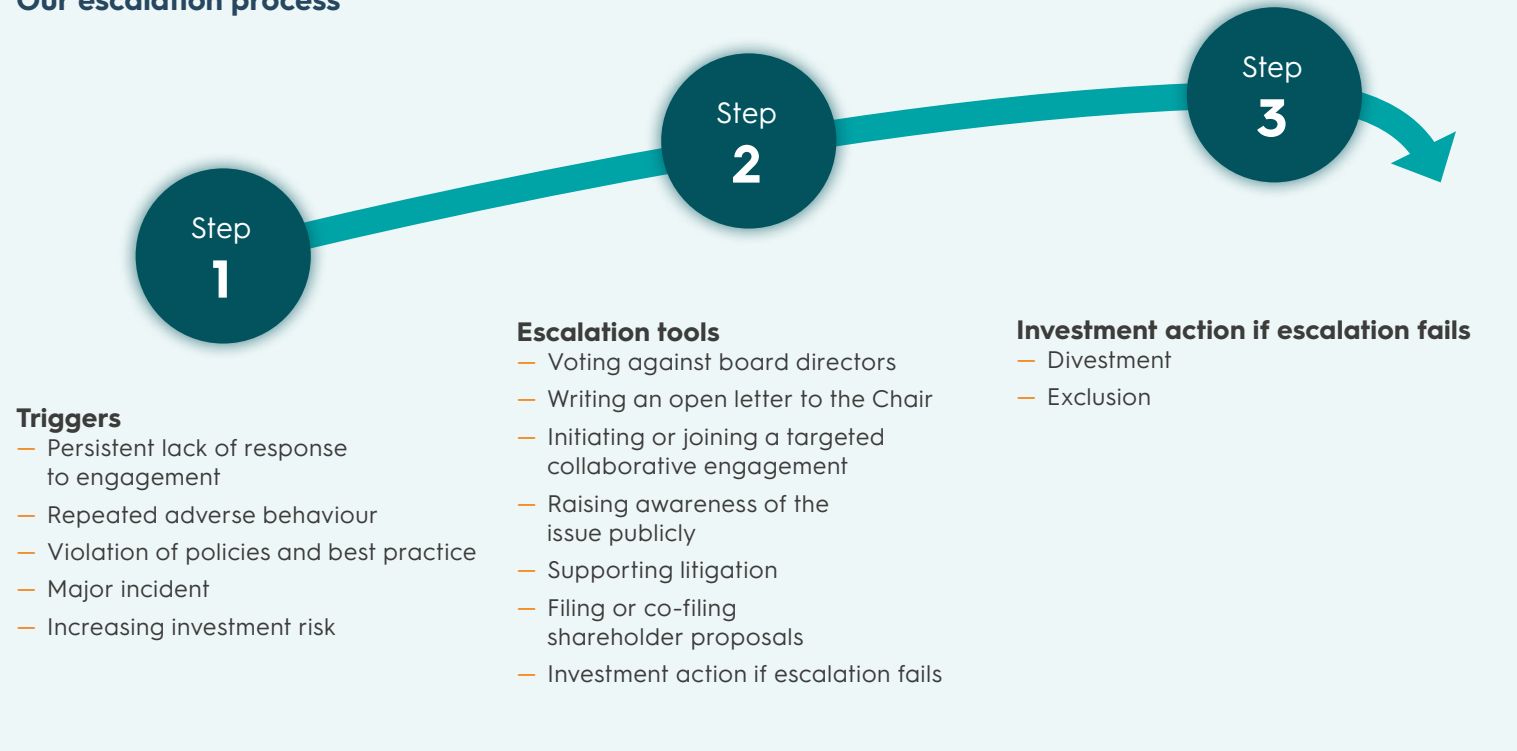 Our escalation process
Step
1
Step
2
Step
3
Triggers
— Persistent lack of response
to engagement
— Repeated adverse behaviour
— Violation of policies and best practice
— Major incident
— Increasing investment risk
Escalation tools
— Voting against board directors
— Writing an open letter to the Chair
— Initiating or joining a targeted
collaborative engagement
— Raising awareness of the
issue publicly
— Supporting litigation
— Filing or co-filing
shareholder proposals
— Investment action if escalation fails
Investment action if escalation fails
— Divestment
— Exclusion